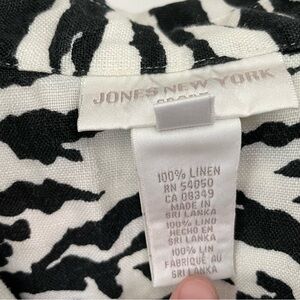 JONES NEW YORK
100% LINEN
RN 54050
CA 08349
MADE IN
SRI LANKA
100% LINO
HECHO EN
SRI LANKA
100% LIN
FABRIQUÉ AU
SRI LANKA